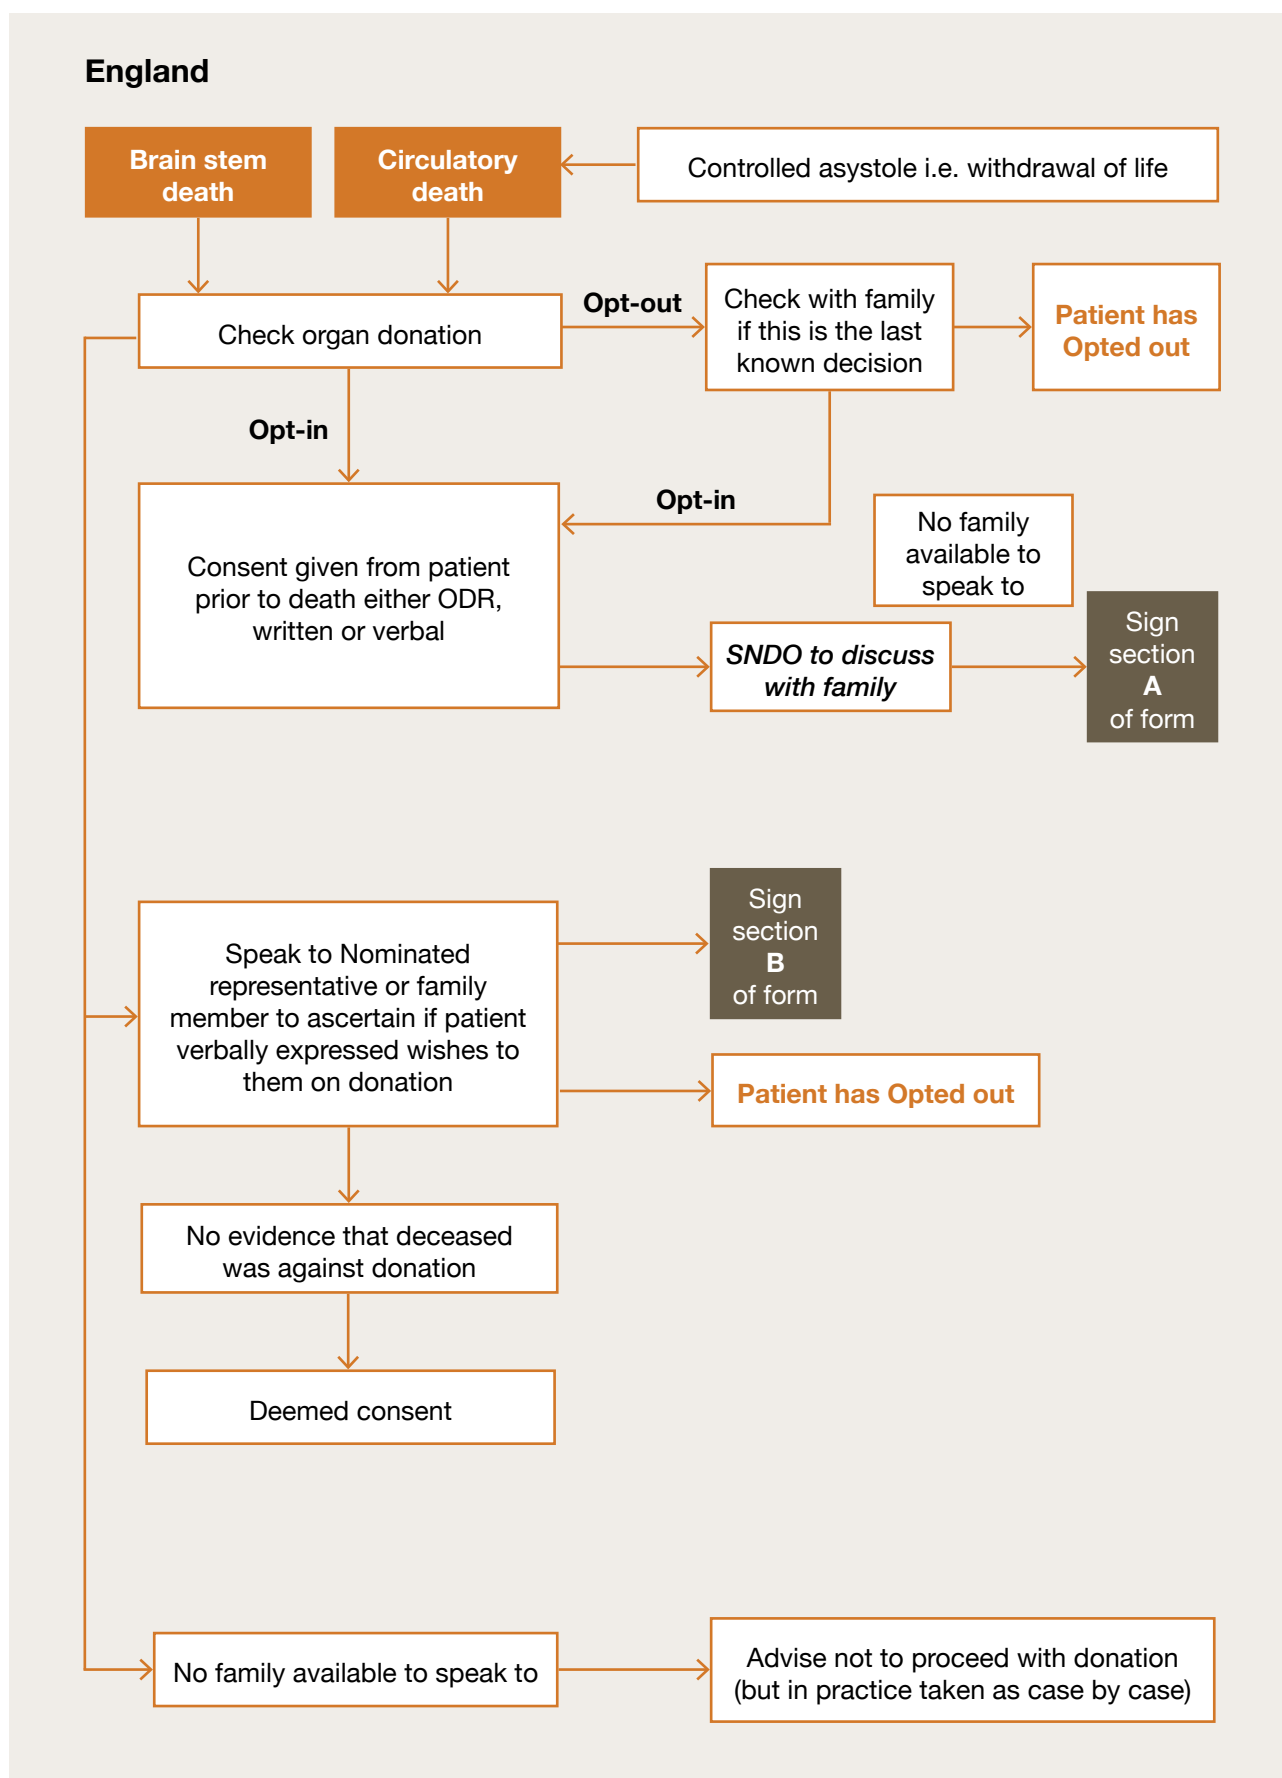 England
Brain stem
death
Circulatory
death
Controlled asystole i.e. withdrawal of life
Check organ donation
Opt-out
Check with family
if this is the last
known decision
Patient has
Opted out
Opt-in
Opt-in
Consent given from patient
prior to death either ODR,
written or verbal
No family
available to
speak to
SNDO to discuss
with family
Sign
section
A
of form
Speak to Nominated
representative or family
member to ascertain if patient
verbally expressed wishes to
them on donation
Sign
section
B
of form
Patient has Opted out
No evidence that deceased
was against donation
Deemed consent
No family available to speak to
Advise not to proceed with donation
(but in practice taken as case by case)